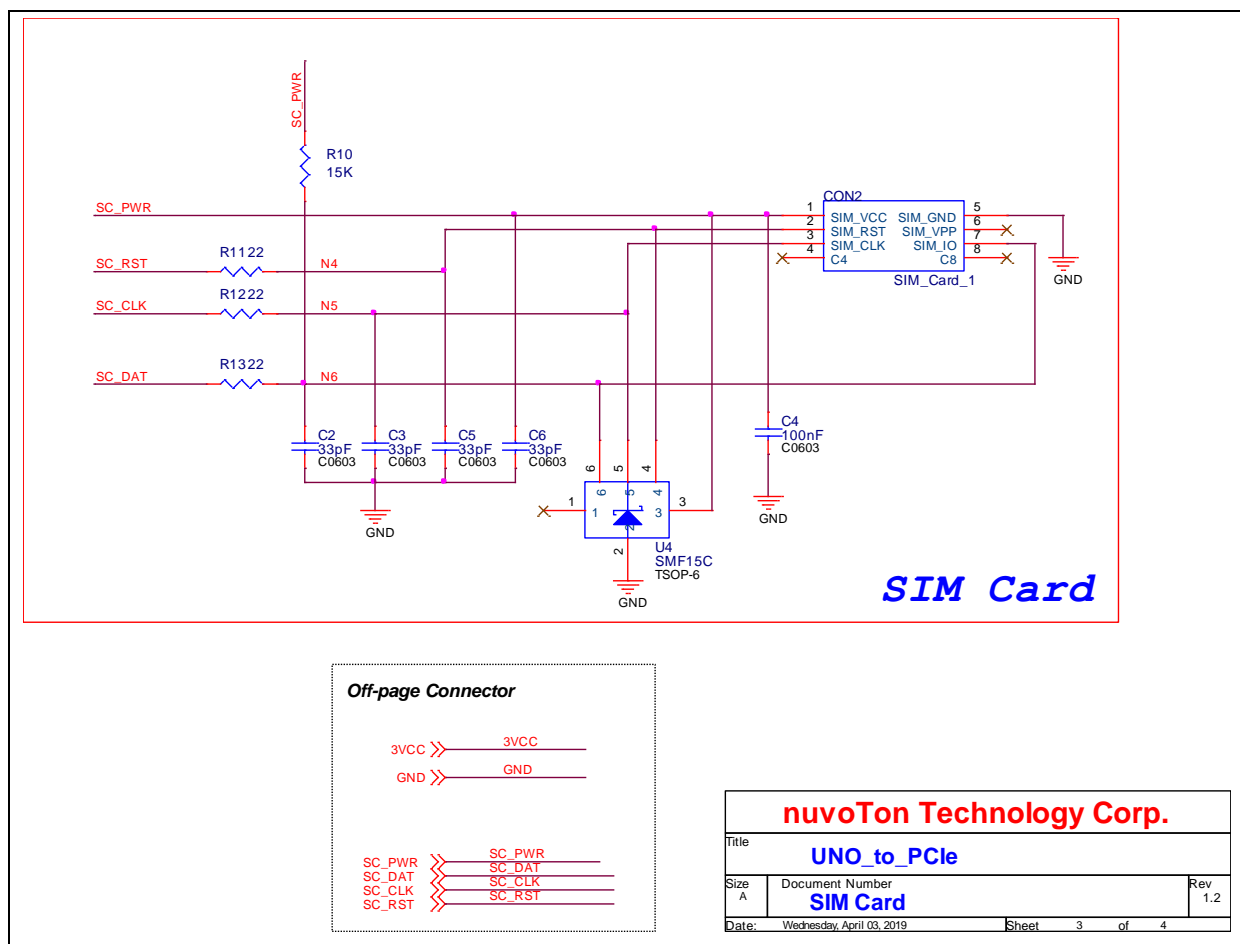 SC_PWR
R10
15K
SC_PWR
CON2
1 SIM_VCC SIM_GND 5
2 SIM_RST SIM_VPP 6
3 SIM_CLK SIM_IO 7
4 C4 C8 8
SIM_Card_1
GND
R1122
SC_RST N4
R1222
SC_CLK N5
R1322
SC_DAT N6
C2
33pF
C0603
C3
33pF
C0603
C5
33pF
C0603
C6
33pF
C0603
C4
100nF
C0603
GND
GND
6 5 4
6 5 4
1 1 2 3 3
2
U4
SMF15C
TSOP-6
GND
SIM Card
Off-page Connector
3VCC 3VCC
GND GND
SC_PWR SC_PWR
SC_DAT SC_DAT
SC_CLK SC_CLK
SC_RST SC_RST
nuvoTon Technology Corp.
Title
UNO_to_PCIe
Size Document Number Rev
A SIM Card 1.2
Date: Wednesday, April 03, 2019 Sheet 3 of 4